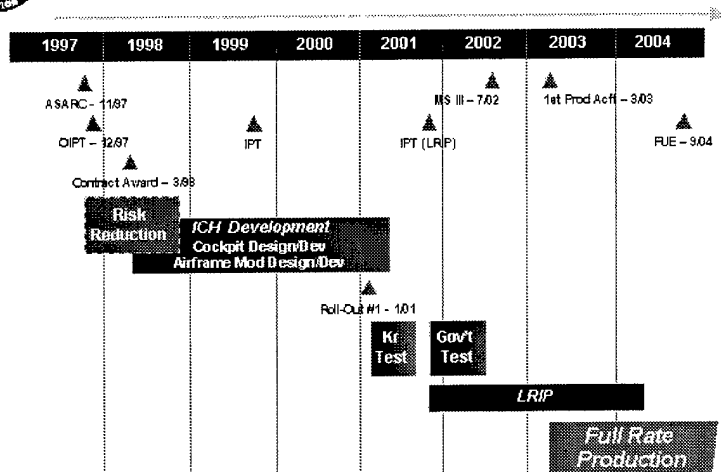 1997 1998 1999 2000 2001 2002 2003 2004
ASARC - 11/97
MS III - 7/02
1st Prod Acft - 3/03
OIPT - 12/97
IPT
IPT (LRIP)
FUE - 9/04
Contract Award - 3/98
Risk
Reduction
ICH Development
Cockpit Design/Dev
Airframe Mod Design/Dev
Roll-Out #1 - 1/01
Kr
Test
Gov't
Test
LRIP
Full Rate
Production